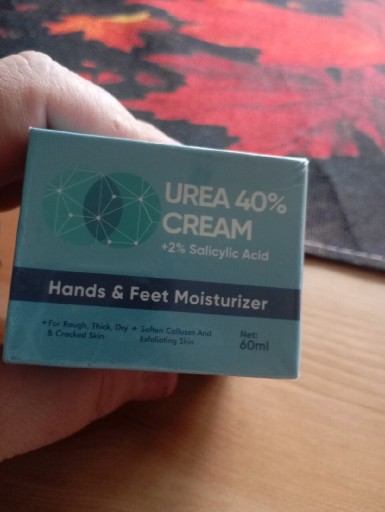 UREA 40%
CREAM
+2% Salicylic Acid
Hands & Feet Moisturizer
+For Rough, Thick, Dry
& Cracked Skin
+ Soften Calluses And
Exfoliating Skin
Net:
60ml